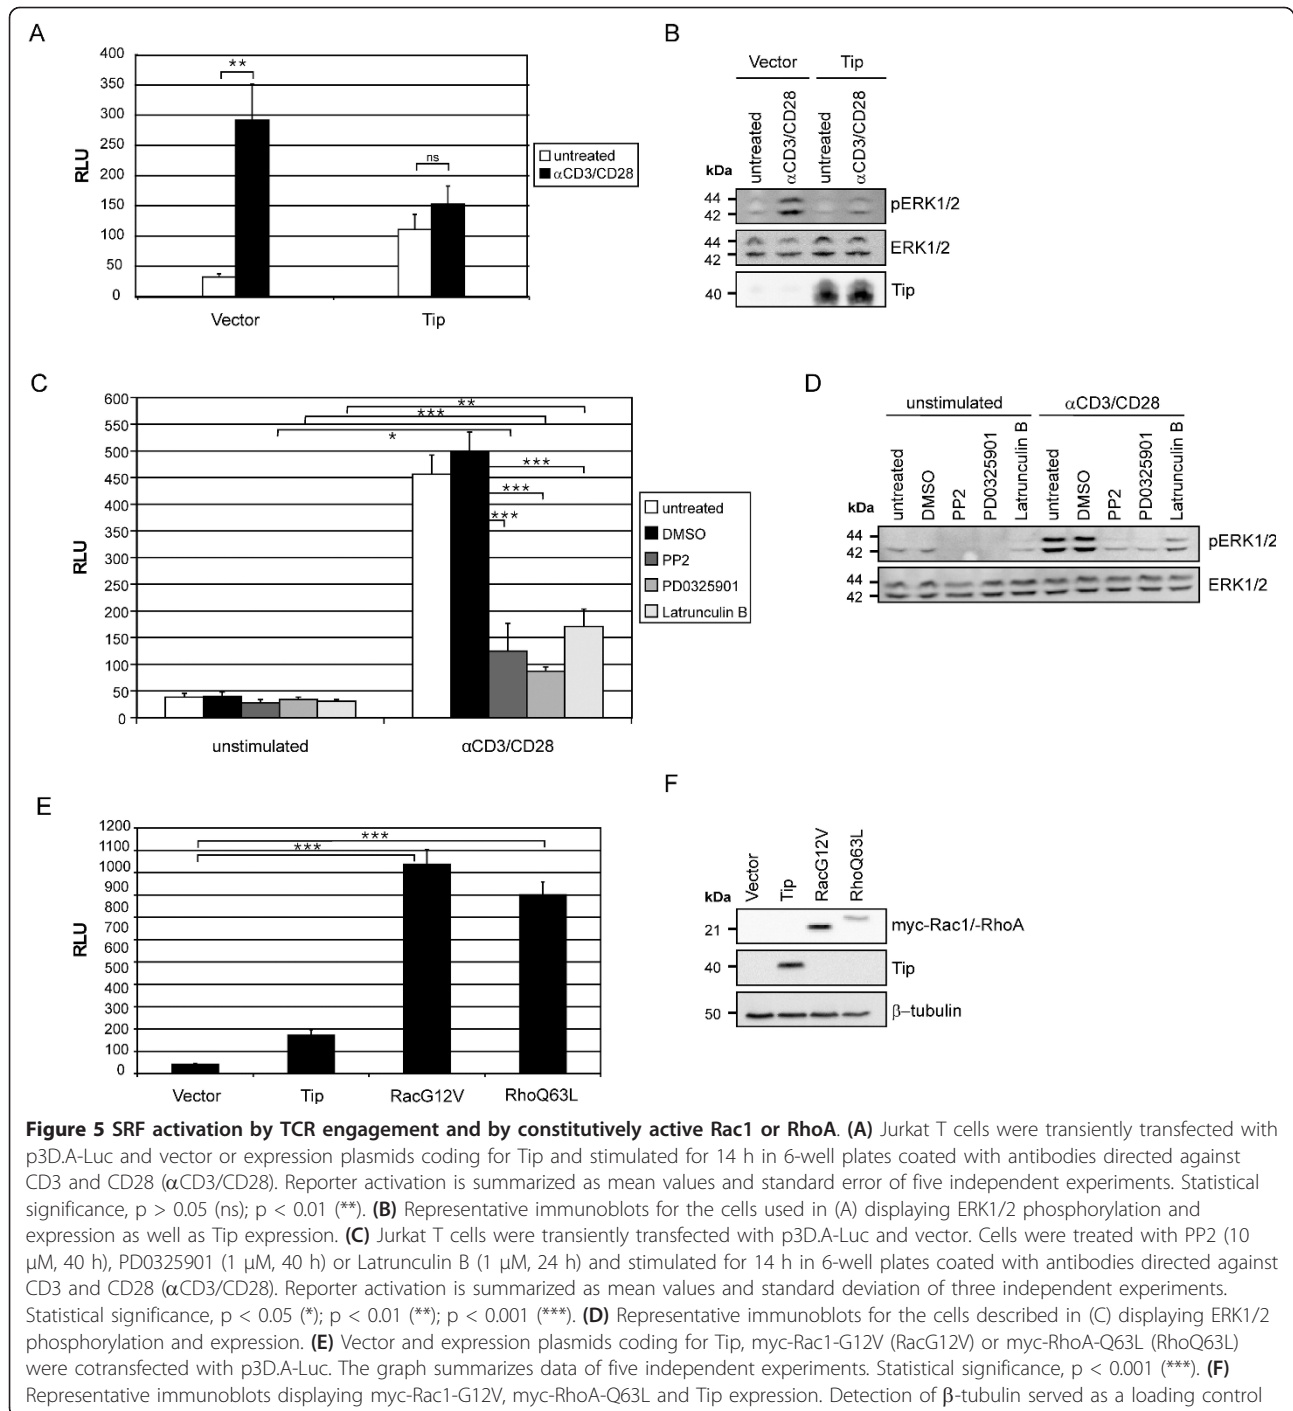 A
400
350
300
250
200
150
100
50
0
RLU
**
ns
untreated
αCD3/CD28
Vector
Tip
B
Vector
Tip
untreated
αCD3/CD28
untreated
αCD3/CD28
kDa
44
42
pERK1/2
44
42
ERK1/2
40
Tip
C
600
550
500
450
400
350
300
250
200
150
100
50
0
RLU
**
***
*
***
***
***
untreated
DMSO
PP2
PD0325901
Latrunculin B
unstimulated
αCD3/CD28
D
unstimulated
αCD3/CD28
untreated
DMSO
PP2
PD0325901
Latrunculin B
untreated
DMSO
PP2
PD0325901
Latrunculin B
kDa
44
42
pERK1/2
44
42
ERK1/2
E
1200
1100
1000
900
800
700
600
500
400
300
200
100
0
RLU
***
***
Vector
Tip
RacG12V
RhoQ63L
F
Vector
Tip
RacG12V
RhoQ63L
kDa
21
myc-Rac1/-RhoA
40
Tip
50
β–tubulin
Figure 5 SRF activation by TCR engagement and by constitutively active Rac1 or RhoA. (A) Jurkat T cells were transiently transfected with
p3D.A-Luc and vector or expression plasmids coding for Tip and stimulated for 14 h in 6-well plates coated with antibodies directed against
CD3 and CD28 (αCD3/CD28). Reporter activation is summarized as mean values and standard error of five independent experiments. Statistical
significance, p > 0.05 (ns); p < 0.01 (**). (B) Representative immunoblots for the cells used in (A) displaying ERK1/2 phosphorylation and
expression as well as Tip expression. (C) Jurkat T cells were transiently transfected with p3D.A-Luc and vector. Cells were treated with PP2 (10
μM, 40 h), PD0325901 (1 μM, 40 h) or Latrunculin B (1 μM, 24 h) and stimulated for 14 h in 6-well plates coated with antibodies directed against
CD3 and CD28 (αCD3/CD28). Reporter activation is summarized as mean values and standard deviation of three independent experiments.
Statistical significance, p < 0.05 (*); p < 0.01 (**); p < 0.001 (***). (D) Representative immunoblots for the cells described in (C) displaying ERK1/2
phosphorylation and expression. (E) Vector and expression plasmids coding for Tip, myc-Rac1-G12V (RacG12V) or myc-RhoA-Q63L (RhoQ63L)
were cotransfected with p3D.A-Luc. The graph summarizes data of five independent experiments. Statistical significance, p < 0.001 (***). (F)
Representative immunoblots displaying myc-Rac1-G12V, myc-RhoA-Q63L and Tip expression. Detection of β-tubulin served as a loading control